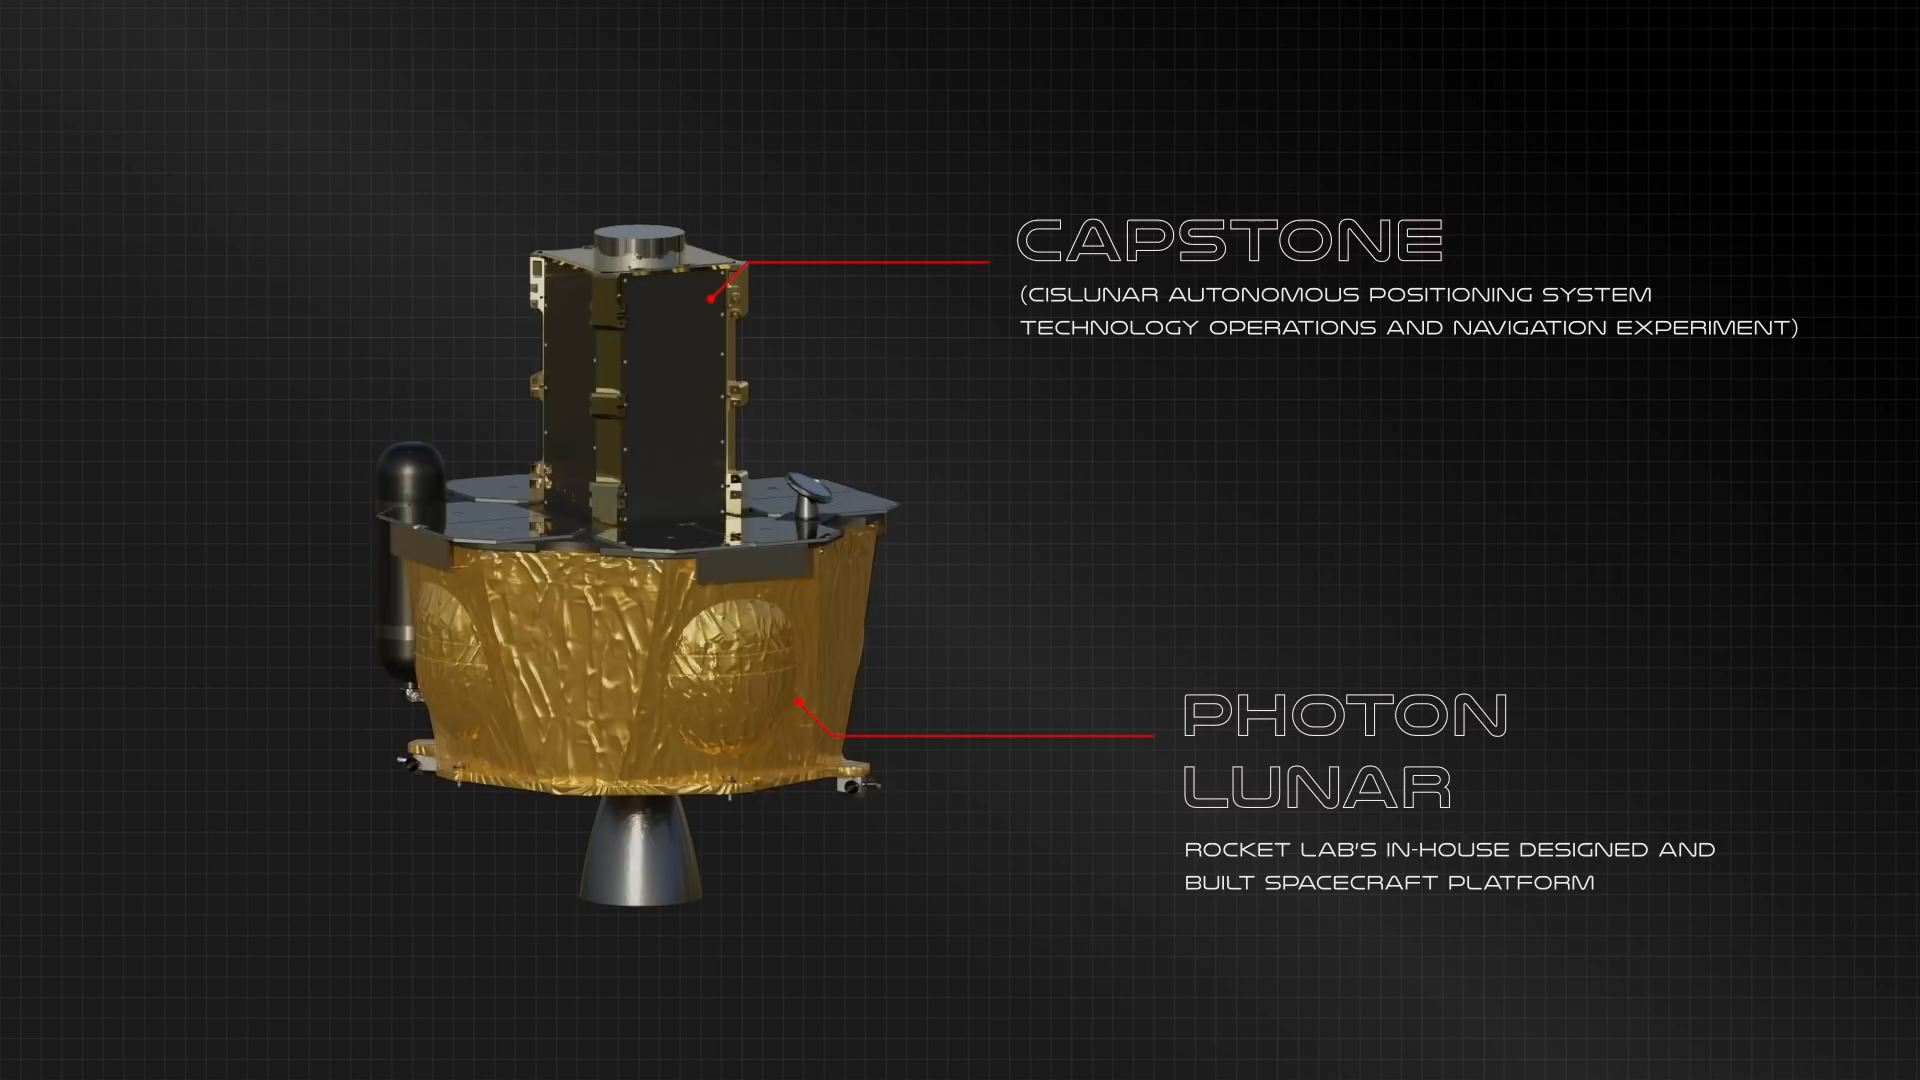 CAPSTONE
(CISLUNAR AUTONOMOUS POSITIONING SYSTEM
TECHNOLOGY OPERATIONS AND NAVIGATION EXPERIMENT)
PHOTON
LUNAR
ROCKET LAB'S IN-HOUSE DESIGNED AND
BUILT SPACECRAFT PLATFORM